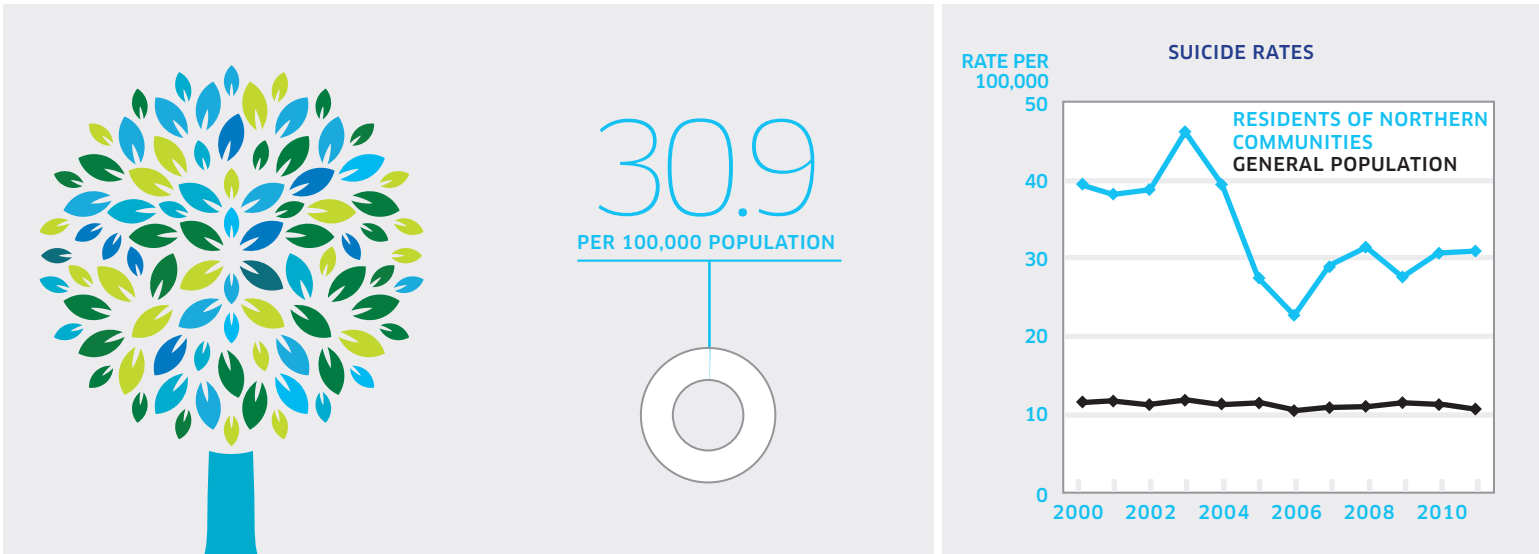 30.9
PER 100,000 POPULATION
SUICIDE RATES
RATE PER
100,000
50
40
30
20
10
0
RESIDENTS OF NORTHERN
COMMUNITIES
GENERAL POPULATION
2000 2002 2004 2006 2008 2010